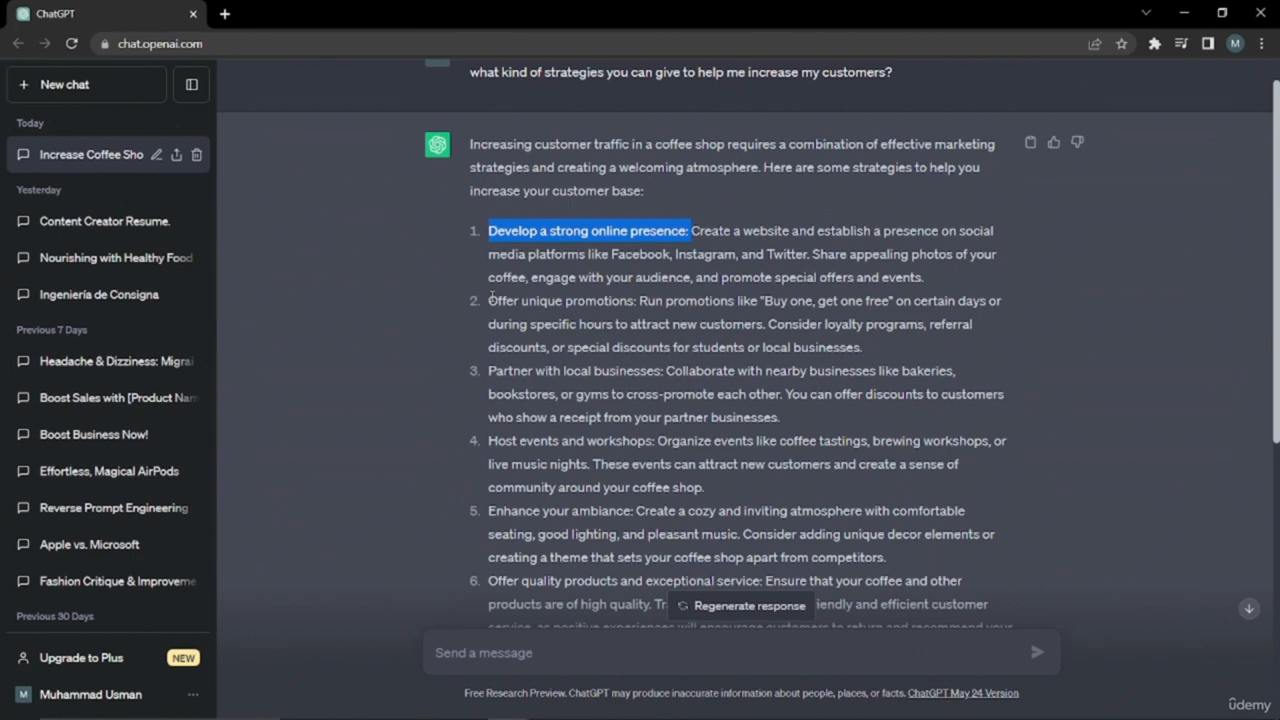 ChatGPT
chat.openai.com
M
New chat
Today
Increase Coffee Sho
Yesterday
Content Creator Resume.
Nourishing with Healthy Food
Ingeniería de Consigna
Previous 7 Days
Headache & Dizziness: Migrai
Boost Sales with [Product Nam
Boost Business Now!
Effortless, Magical AirPods
Reverse Prompt Engineering
Apple vs. Microsoft
Fashion Critique & Improveme
Previous 30 Days
Upgrade to Plus NEW
M Muhammad Usman
what kind of strategies you can give to help me increase my customers?
Increasing customer traffic in a coffee shop requires a combination of effective marketing
strategies and creating a welcoming atmosphere. Here are some strategies to help you
increase your customer base:
1. Develop a strong online presence: Create a website and establish a presence on social
media platforms like Facebook, Instagram, and Twitter. Share appealing photos of your
coffee, engage with your audience, and promote special offers and events.
2. Offer unique promotions: Run promotions like "Buy one, get one free" on certain days or
during specific hours to attract new customers. Consider loyalty programs, referral
discounts, or special discounts for students or local businesses.
3. Partner with local businesses: Collaborate with nearby businesses like bakeries,
bookstores, or gyms to cross-promote each other. You can offer discounts to customers
who show a receipt from your partner businesses.
4. Host events and workshops: Organize events like coffee tastings, brewing workshops, or
live music nights. These events can attract new customers and create a sense of
community around your coffee shop.
5. Enhance your ambiance: Create a cozy and inviting atmosphere with comfortable
seating, good lighting, and pleasant music. Consider adding unique decor elements or
creating a theme that sets your coffee shop apart from competitors.
6. Offer quality products and exceptional service: Ensure that your coffee and other
products are of high quality. Tr Regenerate response iendly and efficient customer
service, as positive experiences will encourage customers to return and recommend your
Send a message
Free Research Preview. ChatGPT may produce inaccurate information about people, places, or facts. ChatGPT May 24 Version
ûdemy